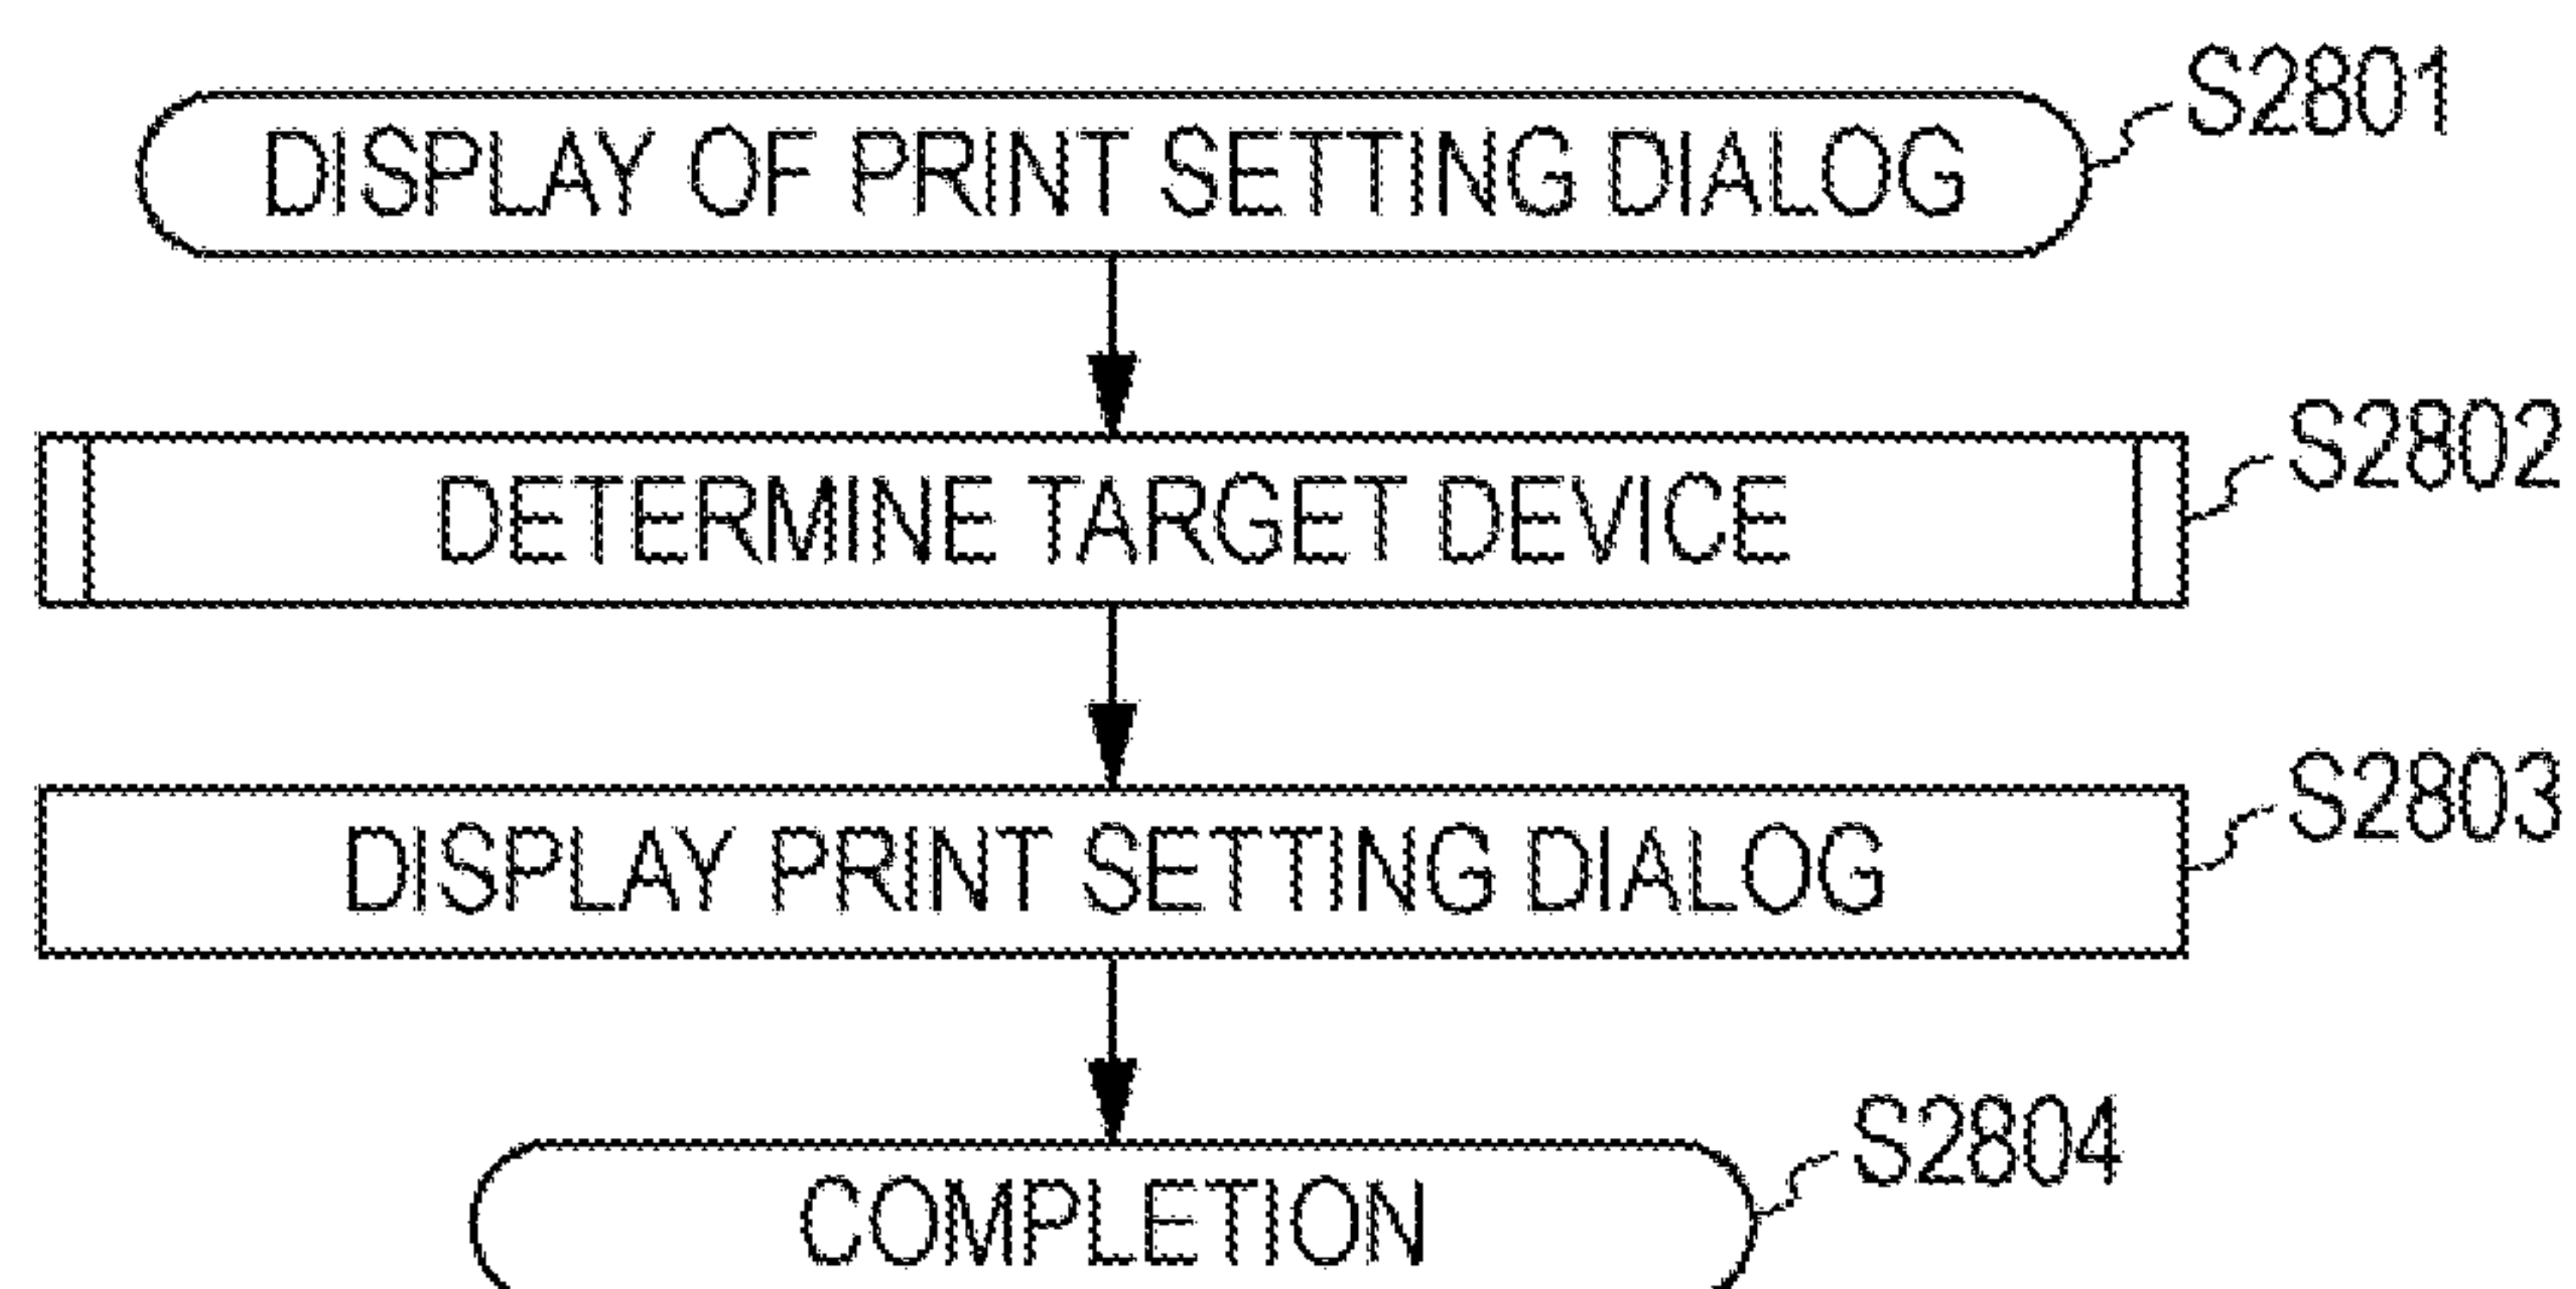 DISPLAY OF PRINT SETTING DIALOG
S2801
DETERMINE TARGET DEVICE
S2802
DISPLAY PRINT SETTING DIALOG
S2803
COMPLETION
S2804